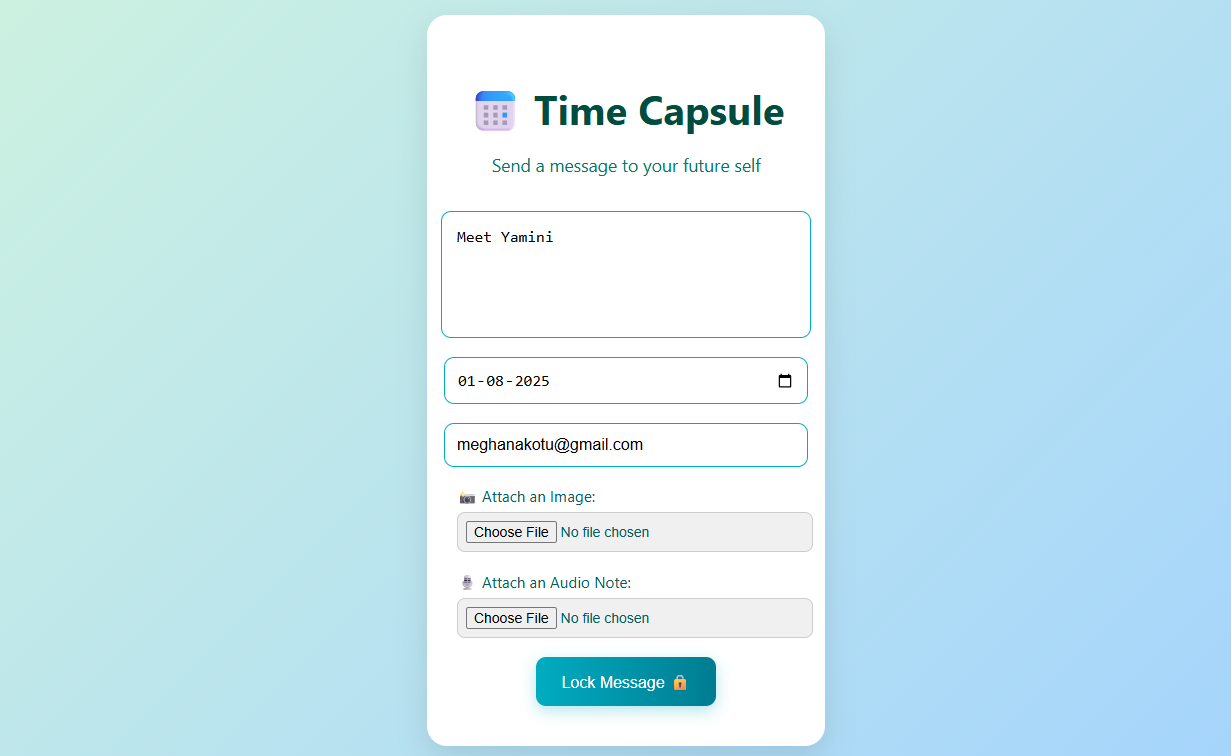 Time Capsule
Send a message to your future self
Meet Yamini
01-08-2025
meghanakotu@gmail.com
Attach an Image:
Choose File No file chosen
Attach an Audio Note:
Choose File No file chosen
Lock Message